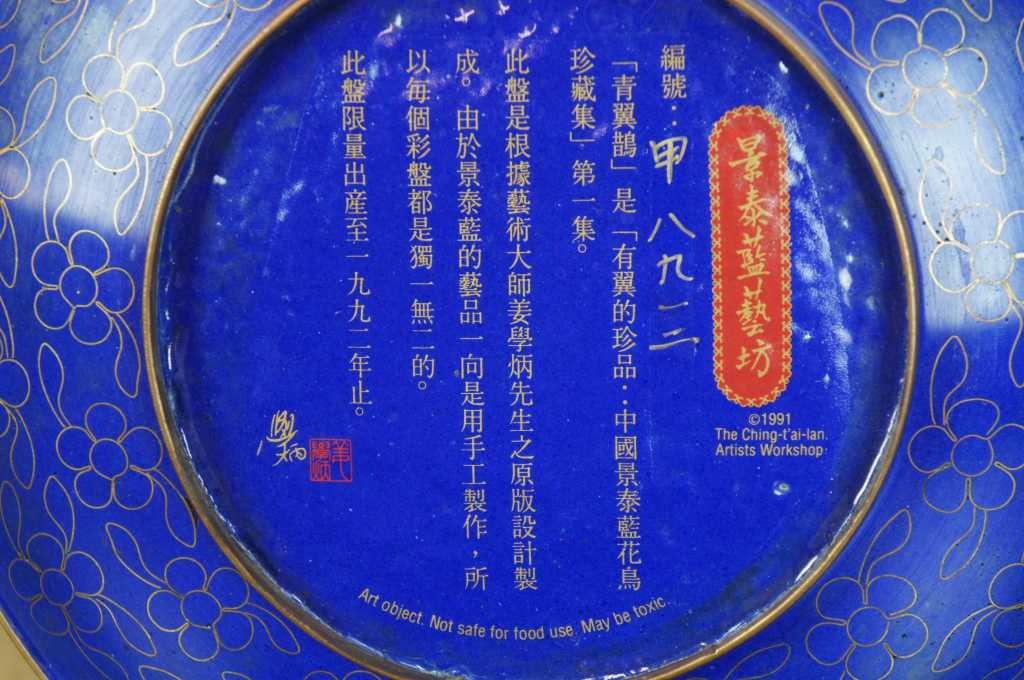 景泰藍藝坊
©1991
The Ching-t'ai-lan
Artists Workshop
編號：甲 八九一二
「青翼鵲」是「有翼的珍品：中國景泰藍花鳥
珍藏集」第一集。
此盤是根據藝術大師姜學炳先生之原版設計製
成。由於景泰藍的藝品一向是用手工製作，所
以每個彩盤都是獨一無二的。
此盤限量出產至一九九二年止。
學炳
Art object. Not safe for food use. May be toxic.